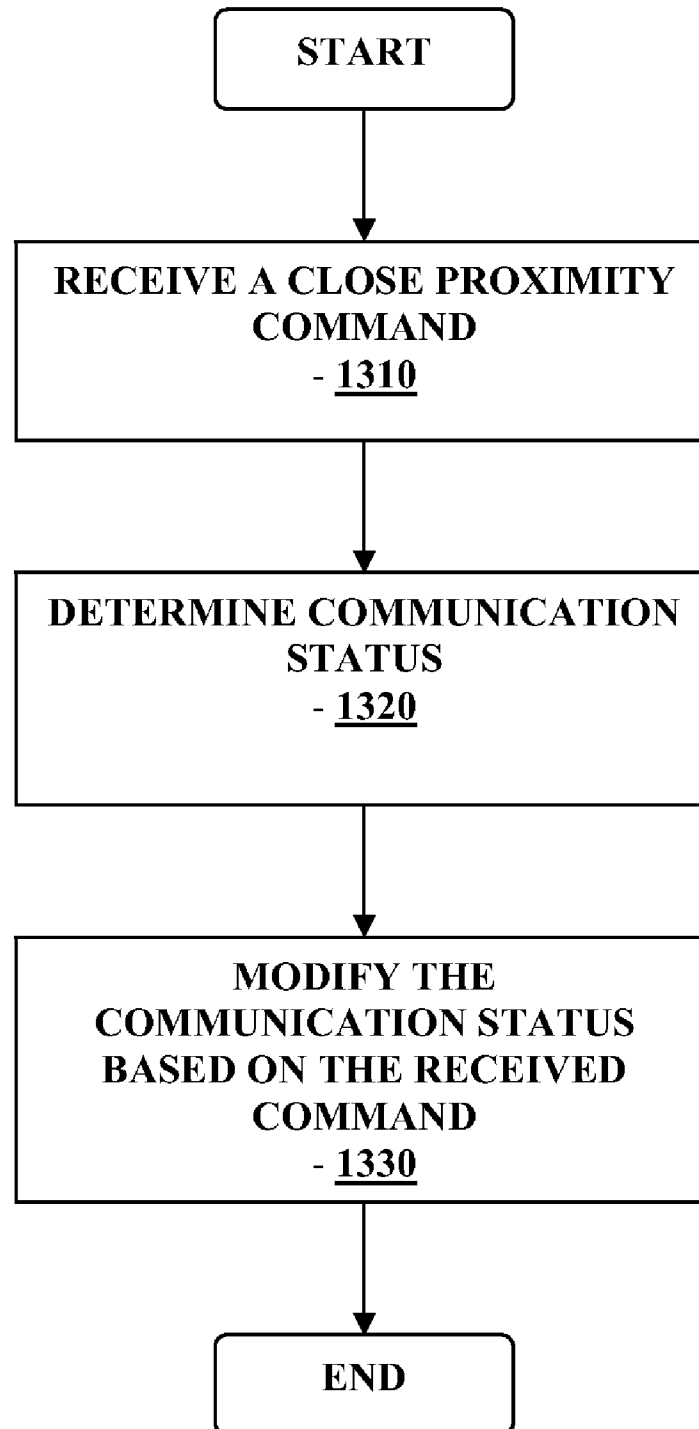 START
RECEIVE A CLOSE PROXIMITY
COMMAND
- 1310
DETERMINE COMMUNICATION
STATUS
- 1320
MODIFY THE
COMMUNICATION STATUS
BASED ON THE RECEIVED
COMMAND
- 1330
END